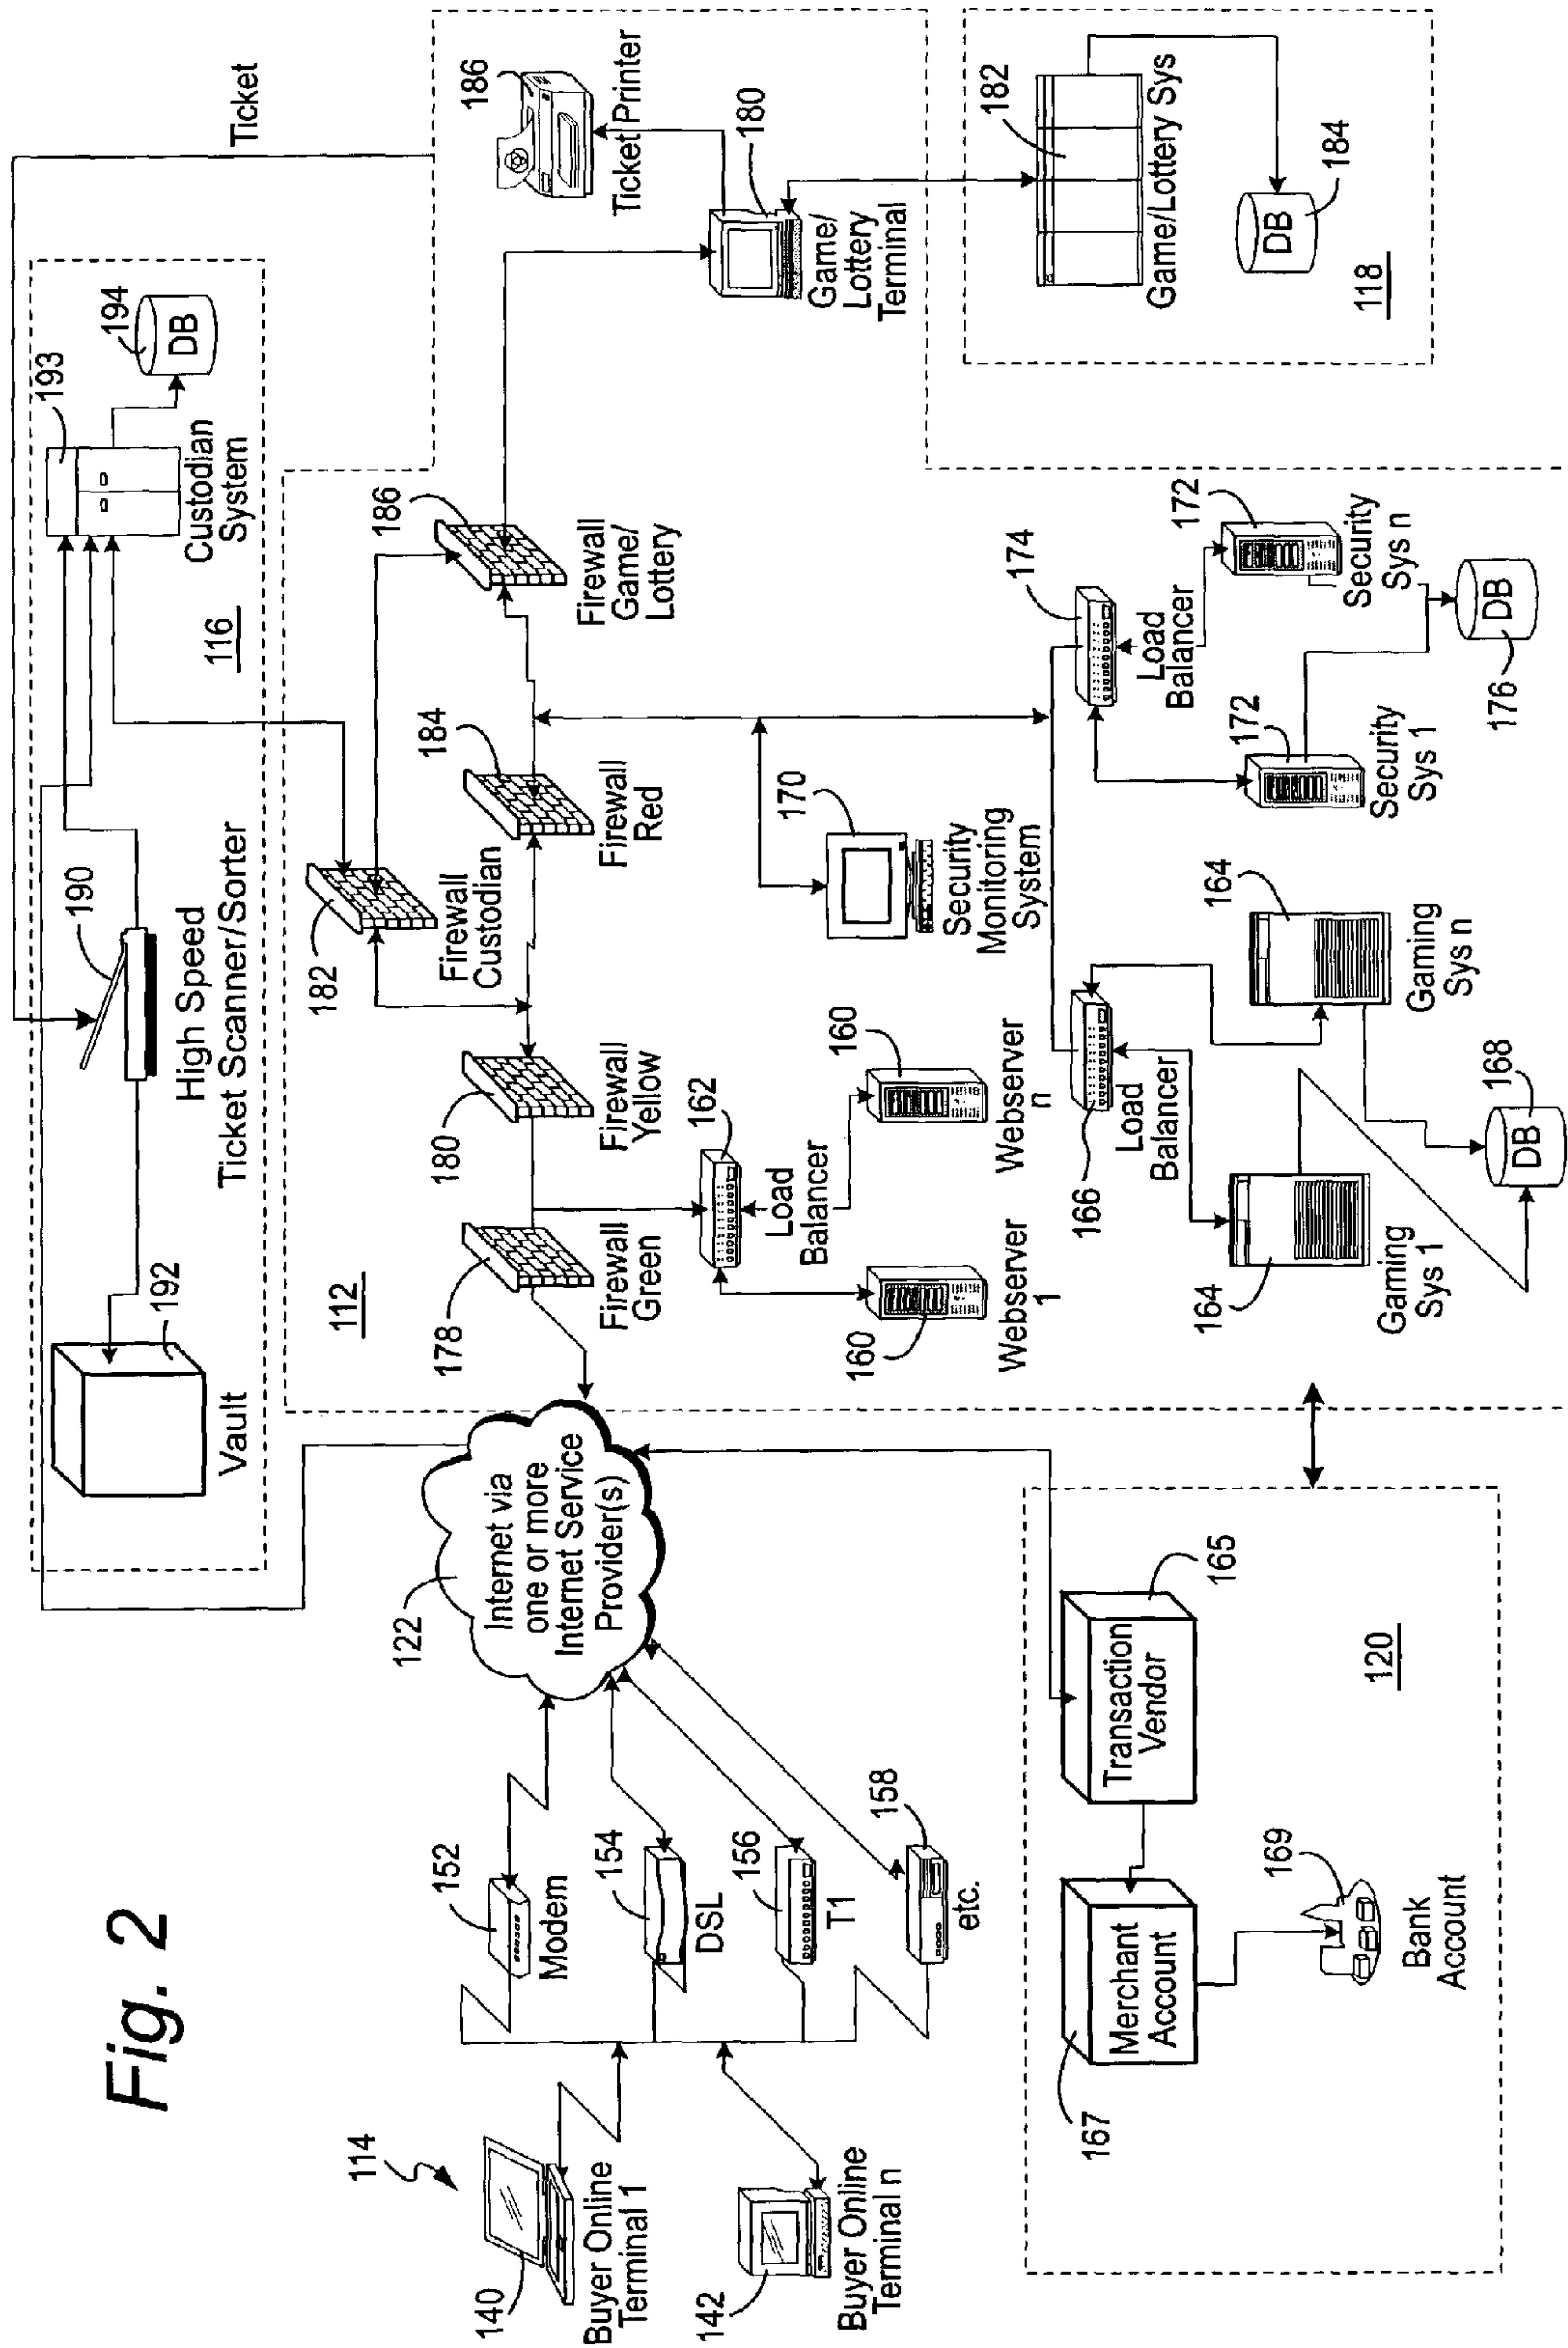 Fig. 2
114
140
Buyer Online
Terminal 1
142
Buyer Online
Terminal n
152
Modem
154
DSL
156
T1
158
etc.
122
Internet via
one or more
Internet Service
Provider(s)
Vault
192
High Speed
Ticket Scanner/Sorter
190
116
Custodian
System
193
194
DB
Ticket
112
178
Firewall
Green
180
Firewall
Yellow
182
Firewall
Custodian
184
Firewall
Red
186
Firewall
Game/
Lottery
186
Ticket Printer
180
Game/
Lottery
Terminal
182
Game/Lottery Sys
DB
184
118
162
Load
Balancer
160
Webserver
1
160
Webserver
n
170
Security
Monitoring
System
166
Load
Balancer
164
Gaming
Sys 1
164
Gaming
Sys n
DB
168
174
Load
Balancer
172
Security
Sys 1
172
Security
Sys n
DB
176
167
Merchant
Account
Transaction
Vendor
165
169
Bank
Account
120